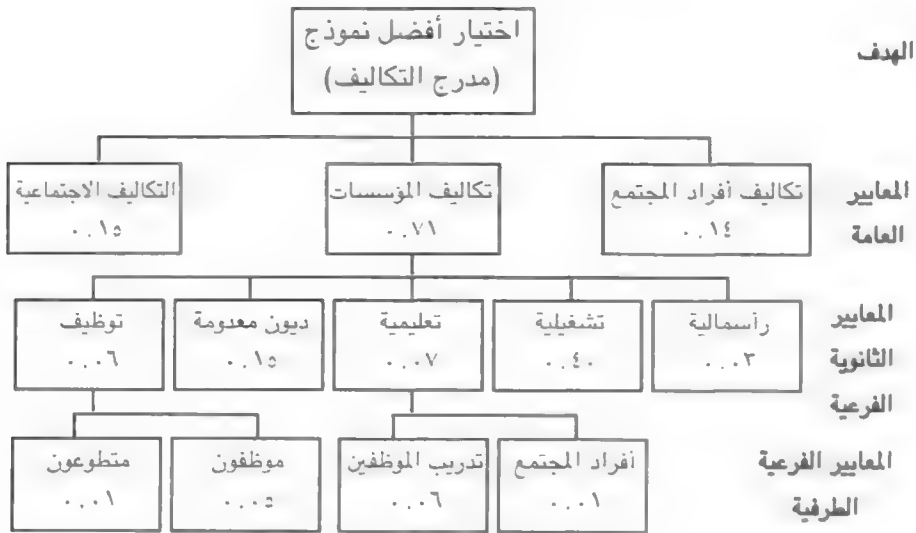 الهدف
اختيار أفضل نموذج
(مدرج التكاليف)
المعايير
العامة
تكاليف أفراد المجتمع
٠.١٤
تكاليف المؤسسات
٠.٧١
التكاليف الاجتماعية
٠.١٥
المعايير
الثانوية
الفرعية
رأسمالية
٠.٠٣
تشغيلية
٠.٤٠
تعليمية
٠.٠٧
ديون معدومة
٠.١٥
توظيف
٠.٠٦
المعايير الفرعية
الطرفية
أفراد المجتمع
٠.٠١
تدريب الموظفين
٠.٠٦
موظفون
٠.٠٥
متطوعون
٠.٠١